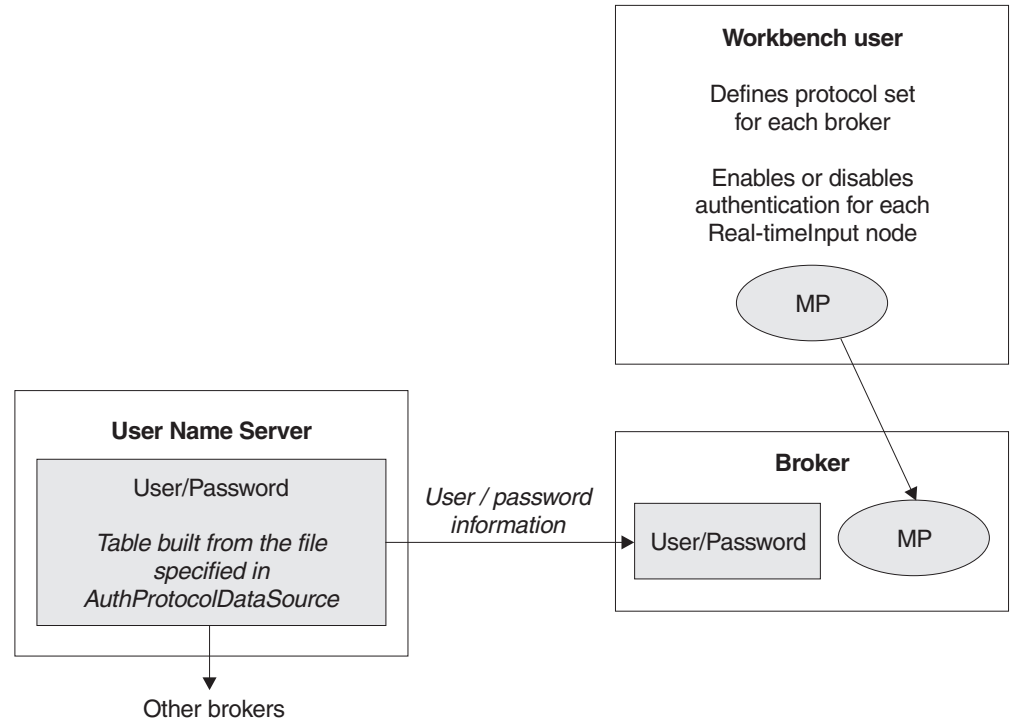 Workbench user
Defines protocol set
for each broker
Enables or disables
authentication for each
Real-timeInput node
MP
User Name Server
User/Password
Table built from the file
specified in
AuthProtocolDataSource
User / password
information
Broker
User/Password
MP
Other brokers